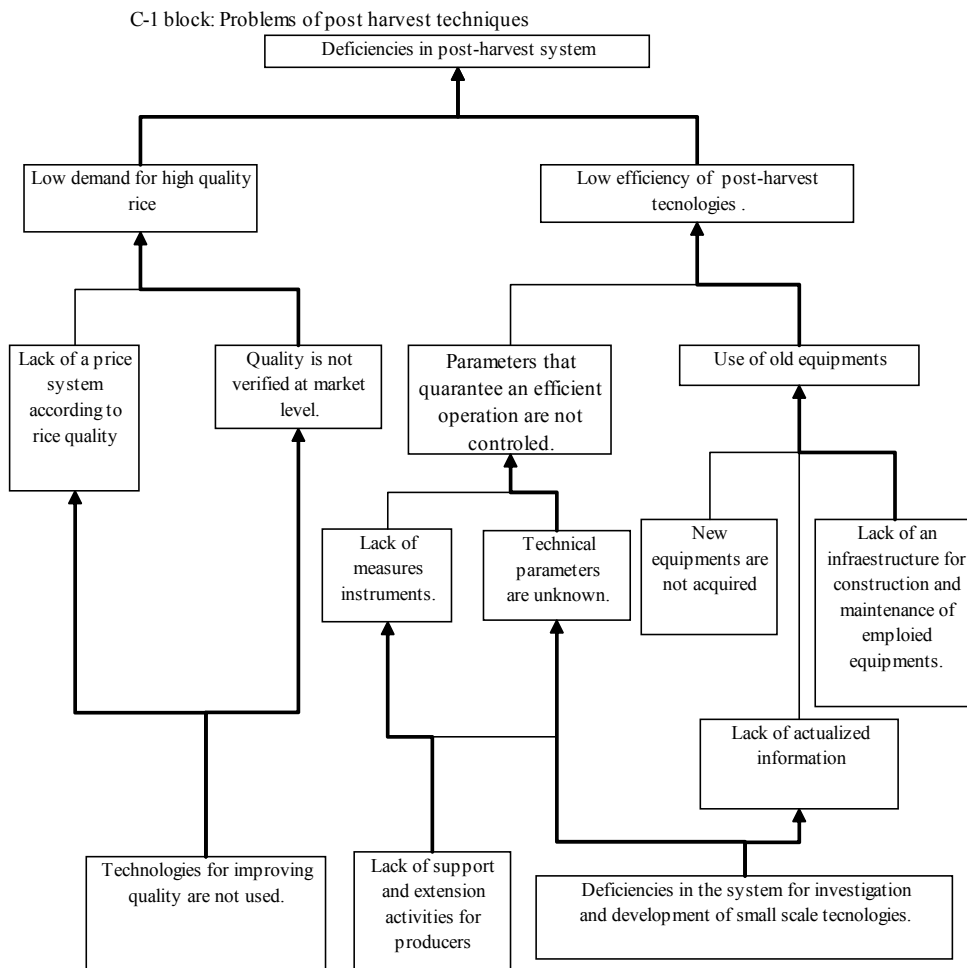 C-1 block: Problems of post harvest techniques
Deficiencies in post-harvest system
Low demand for high quality
rice
Low efficiency of post-harvest
tecnologies .
Lack of a price
system
according to
rice quality
Quality is not
verified at market
level.
Parameters that
quarantee an efficient
operation are not
controled.
Use of old equipments
Lack of
measures
instruments.
Technical
parameters
are unknown.
New
equipments are
not acquired
Lack of an
infraestructure for
construction and
maintenance of
emploied
equipments.
Lack of actualized
information
Technologies for improving
quality are not used.
Lack of support
and extension
activities for
producers
Deficiencies in the system for investigation
and development of small scale tecnologies.